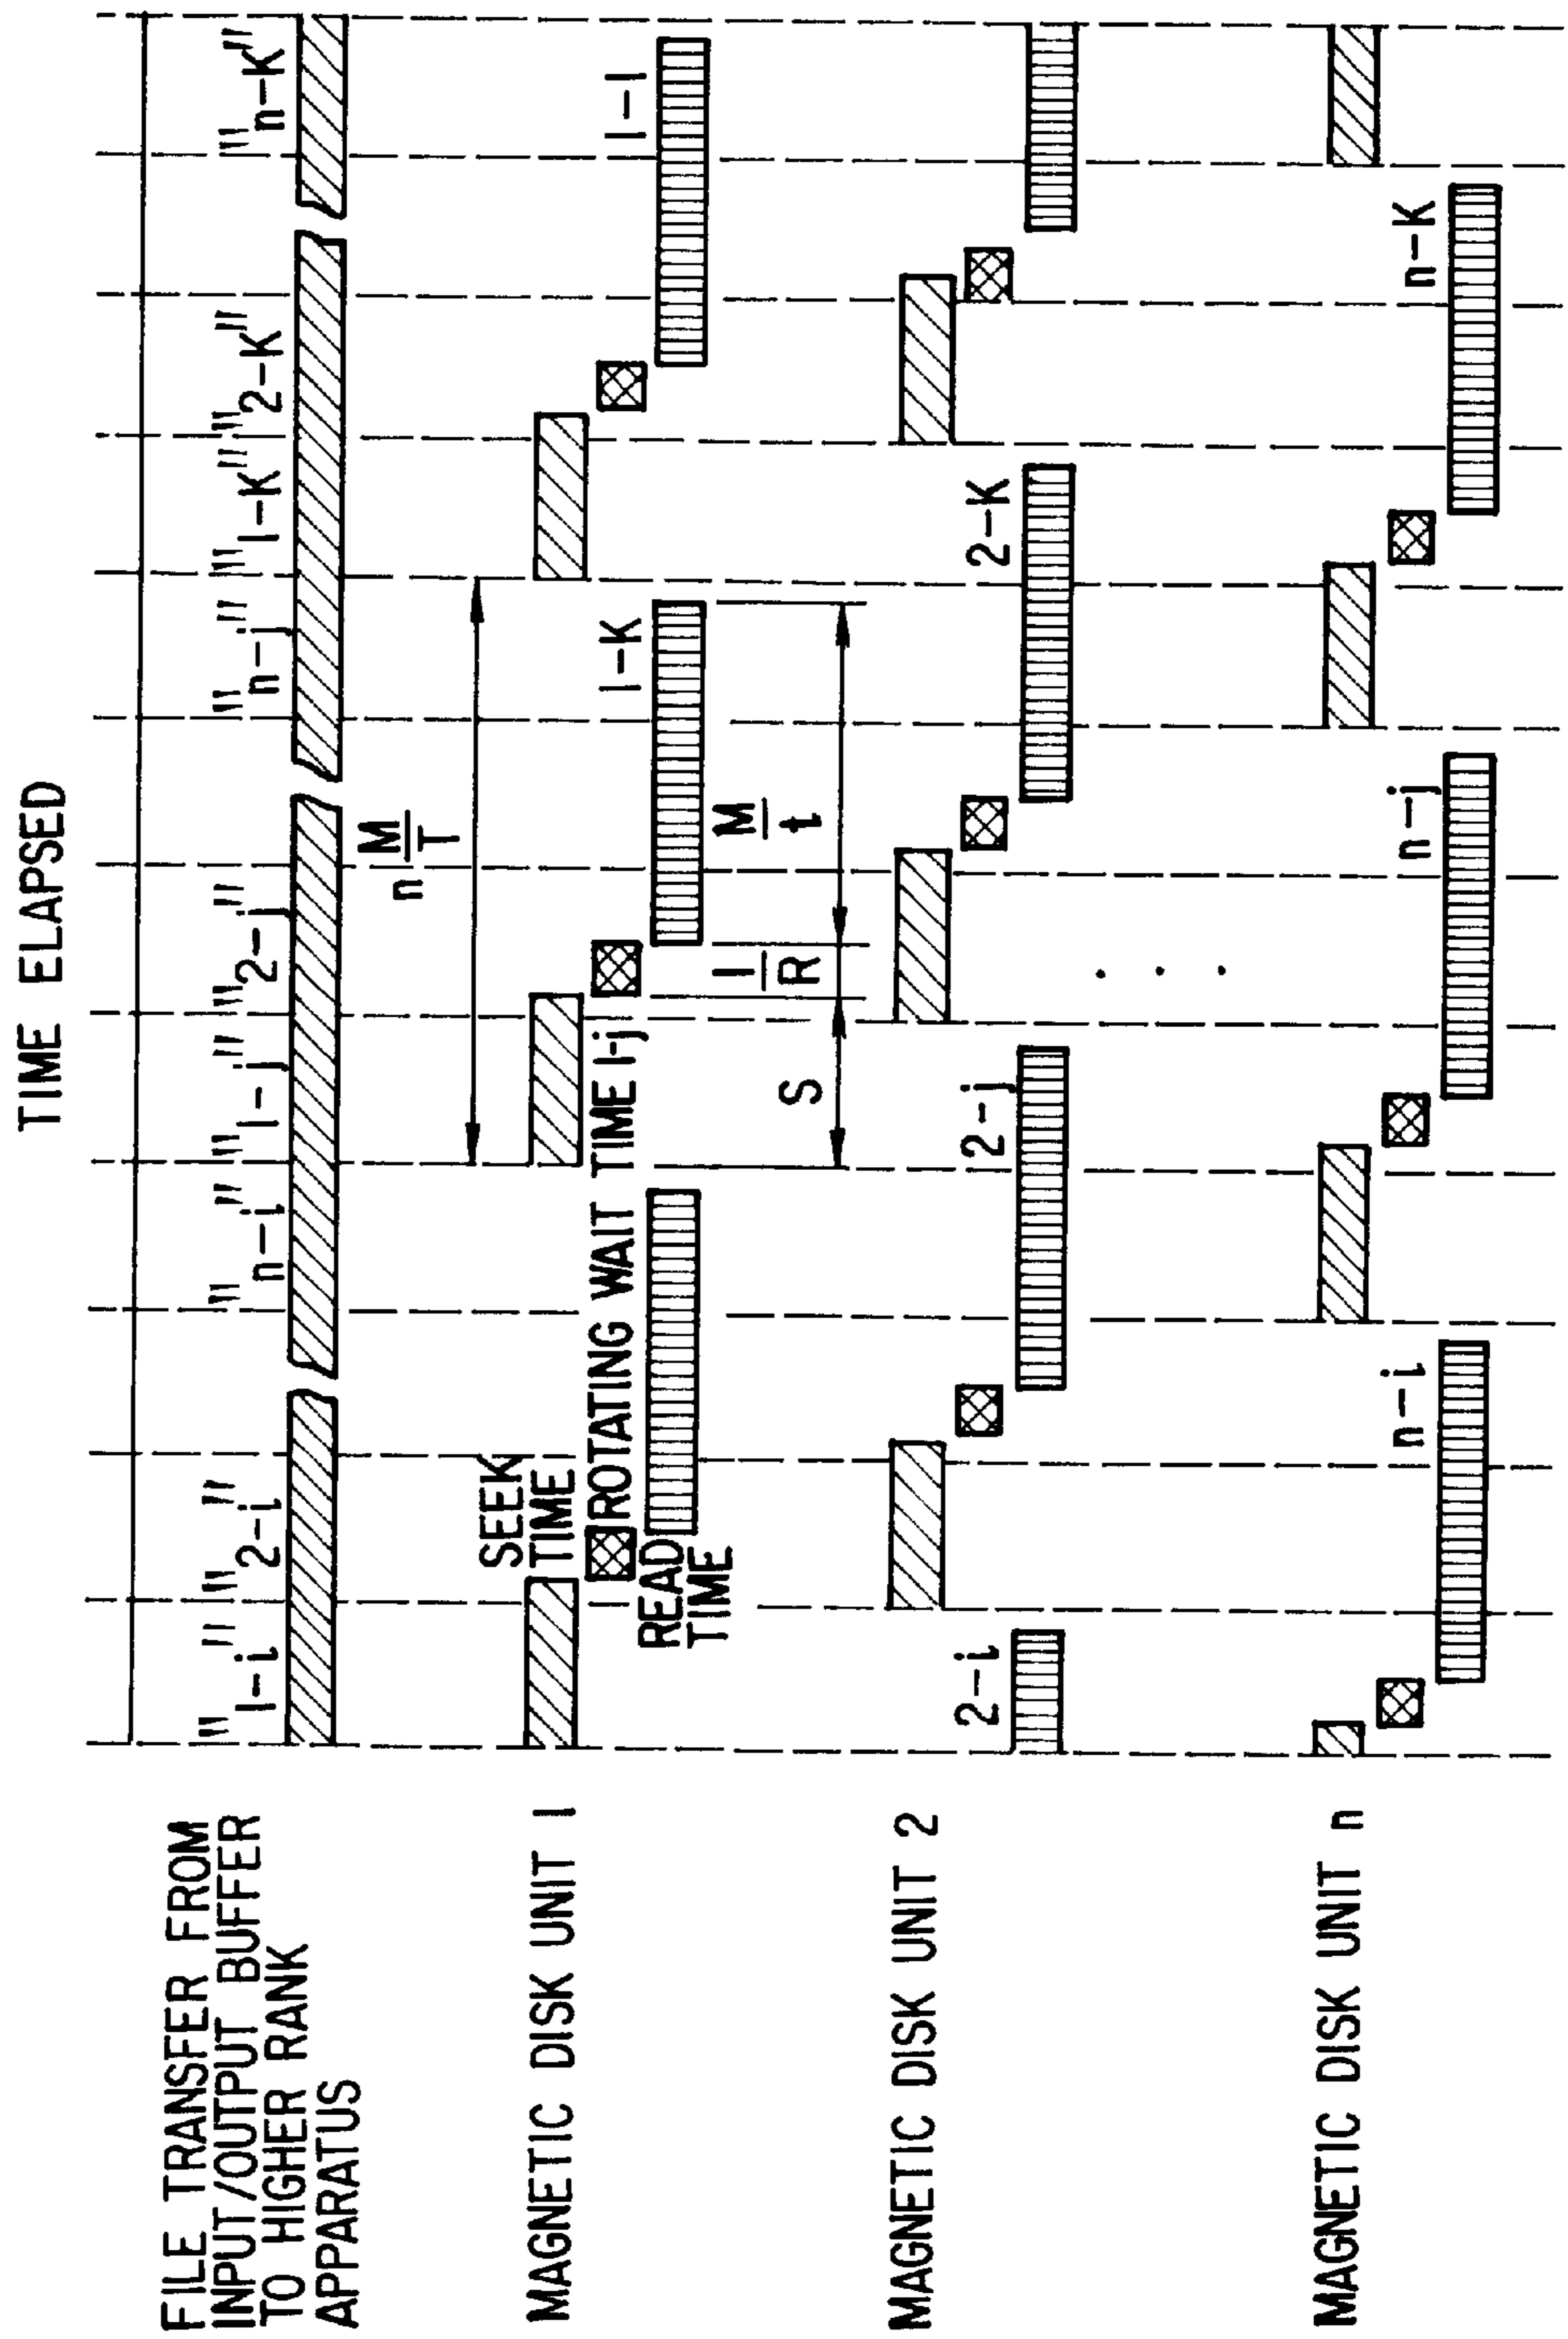 TIME ELAPSED
FILE TRANSFER FROM
INPUT/OUTPUT BUFFER
TO HIGHER RANK
APPARATUS
"1-i" "2-i" "n-i" "1-j" "2-j" "n-j" "1-K" "2-K" "n-K"
n M/T
MAGNETIC DISK UNIT 1
SEEK
TIME
ROTATING WAIT TIME
READ
TIME
1-j
1-K
1-l
S
1/R
M/t
MAGNETIC DISK UNIT 2
2-i
2-j
2-K
. . .
MAGNETIC DISK UNIT n
n-i
n-j
n-K